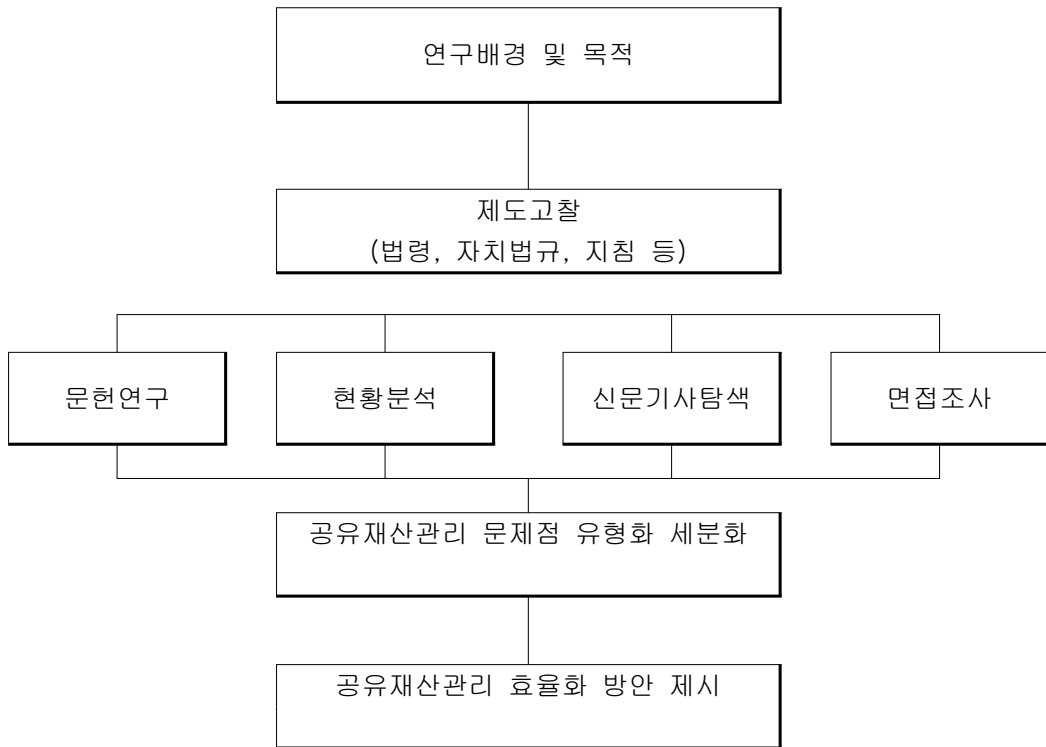 연구배경 및 목적
제도고찰
(법령, 자치법규, 지침 등)
문헌연구
현황분석
신문기사탐색
면접조사
공유재산관리 문제점 유형화 세분화
공유재산관리 효율화 방안 제시